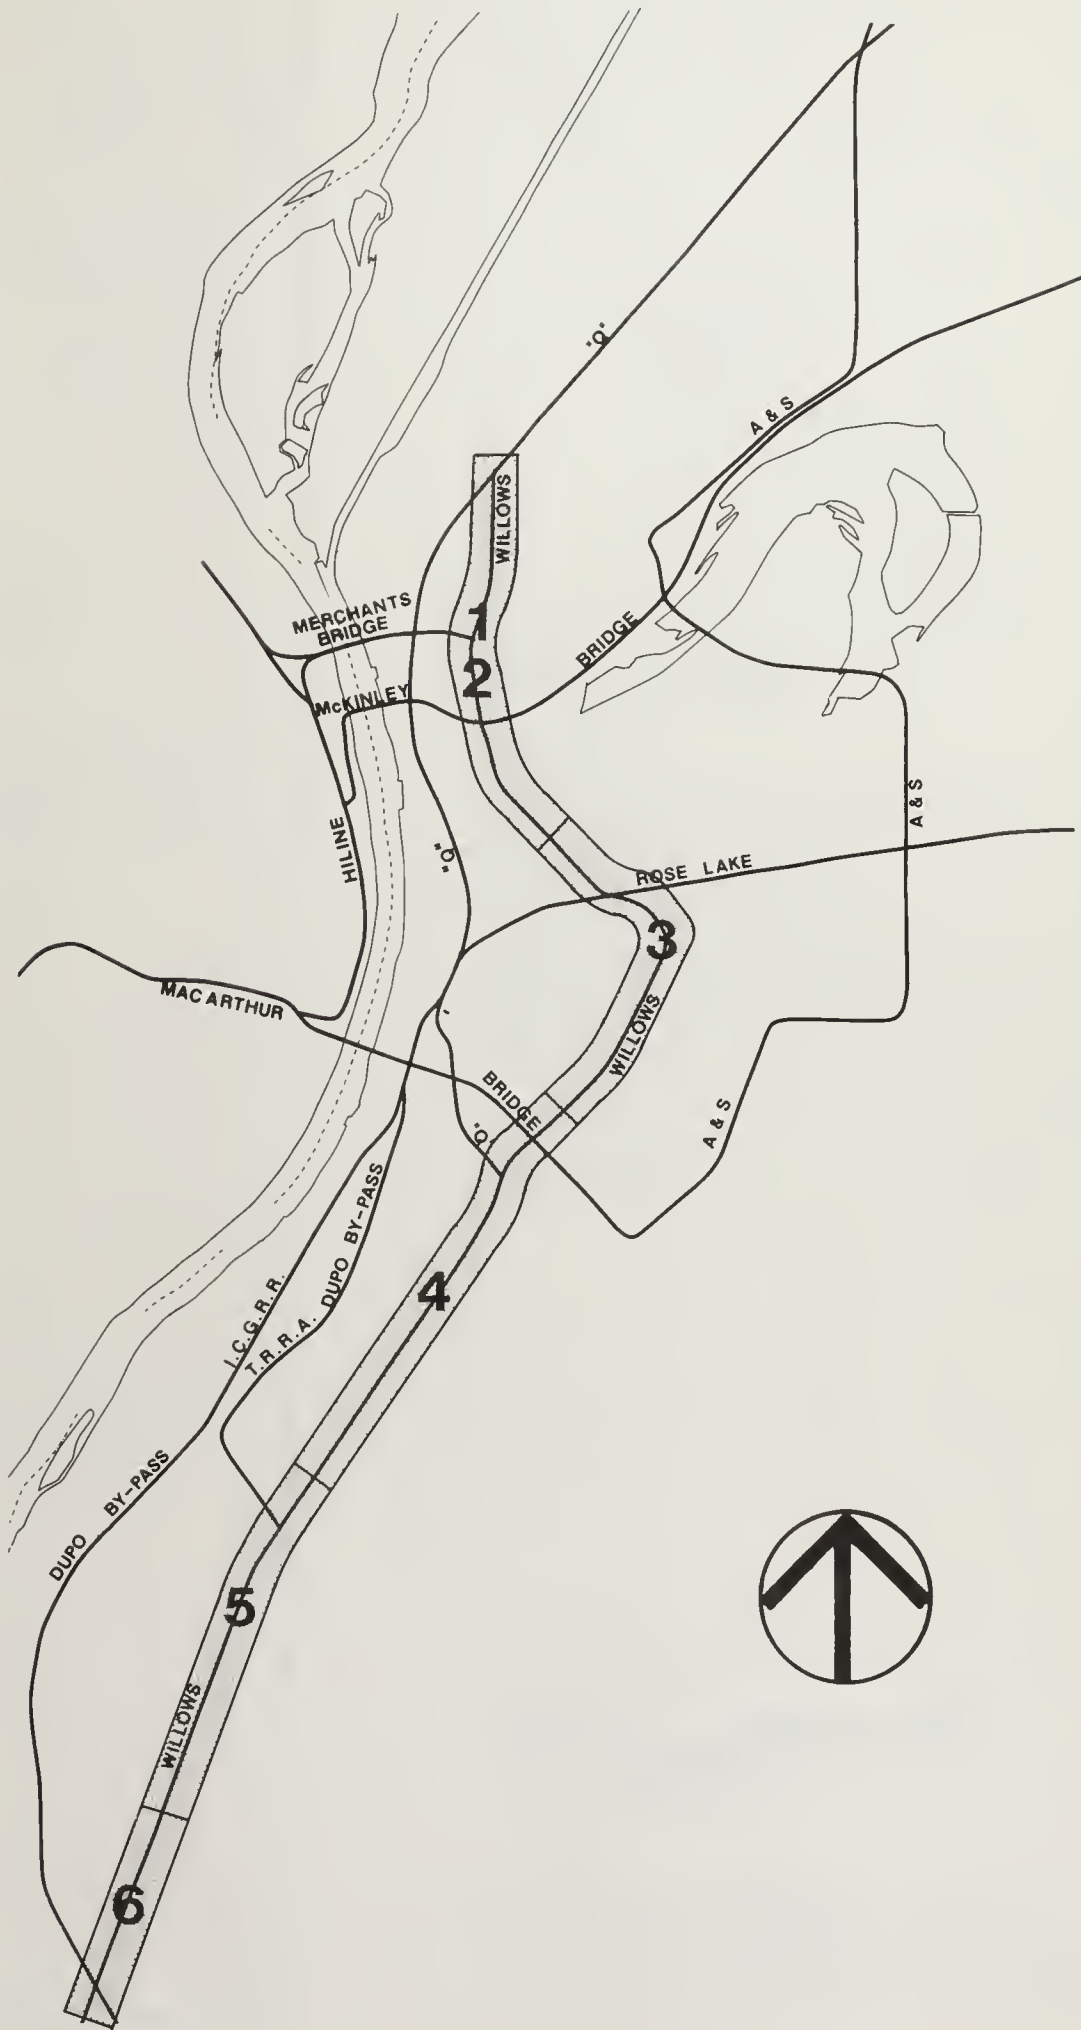 "Q"
A & S
WILLOWS
MERCHANTS
BRIDGE
1
BRIDGE
2
McKINLEY
A & S
HILINE
"Q"
ROSE LAKE
3
MAC ARTHUR
WILLOWS
BRIDGE
A & S
"Q"
T.R.R.A. DUPO BY-PASS
4
I.C.G.R.R.
DUPO BY-PASS
5
WILLOWS
6